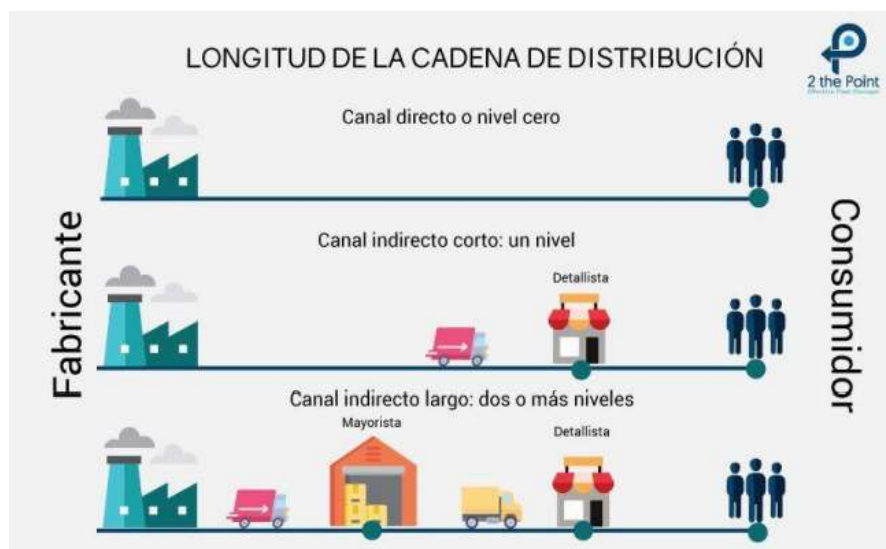 LONGITUD DE LA CADENA DE DISTRIBUCIÓN
2 the Point
Canal directo o nivel cero
Fabricante
Consumidor
Canal indirecto corto: un nivel
Detallista
Canal indirecto largo: dos o más niveles
Mayorista
Detallista